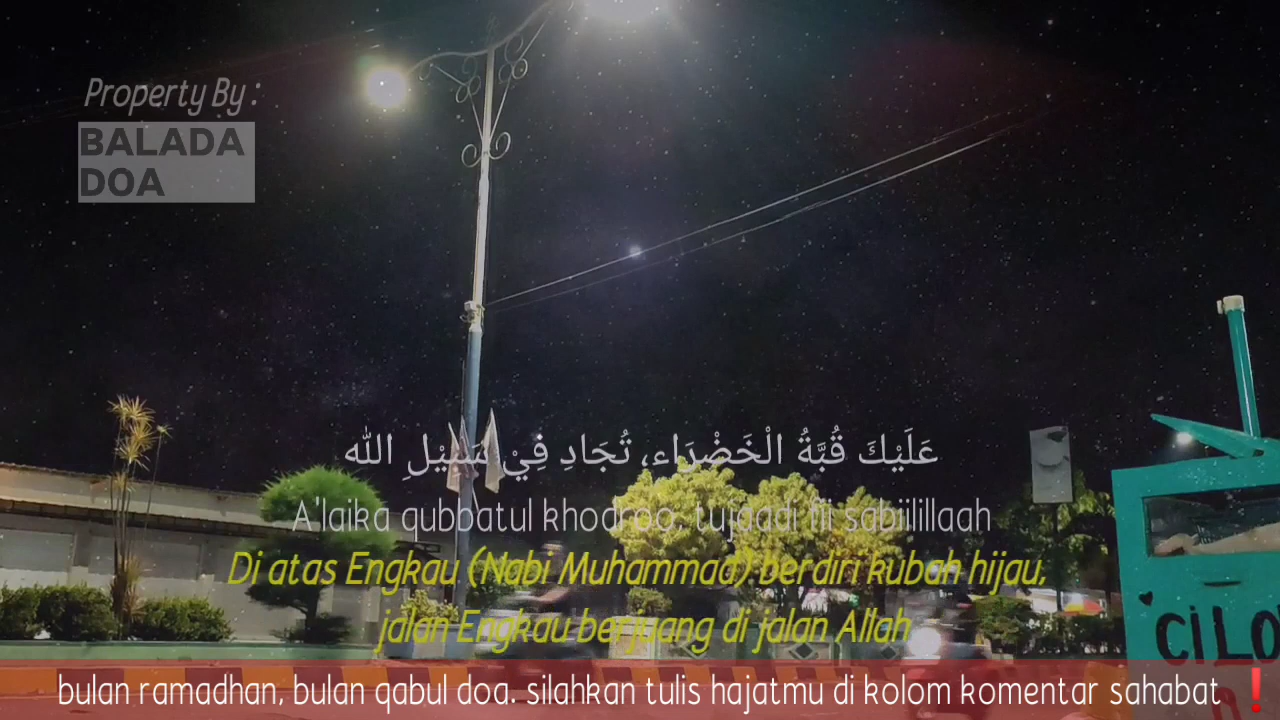 Property By :
BALADA
DOA
عَلَيْكَ قُبَّةُ الْخَضْرَاءِ، تُجَادِ فِيْ سَبِيْلِ الله
A'laika qubbatul khodroo, tujaadi fii sabiilillaah
Di atas Engkau (Nabi Muhammad) berdiri kubah hijau,
jalan Engkau berjuang di jalan Allah
CiLO
bulan ramadhan, bulan qabul doa. silahkan tulis hajatmu di kolom komentar sahabat❗